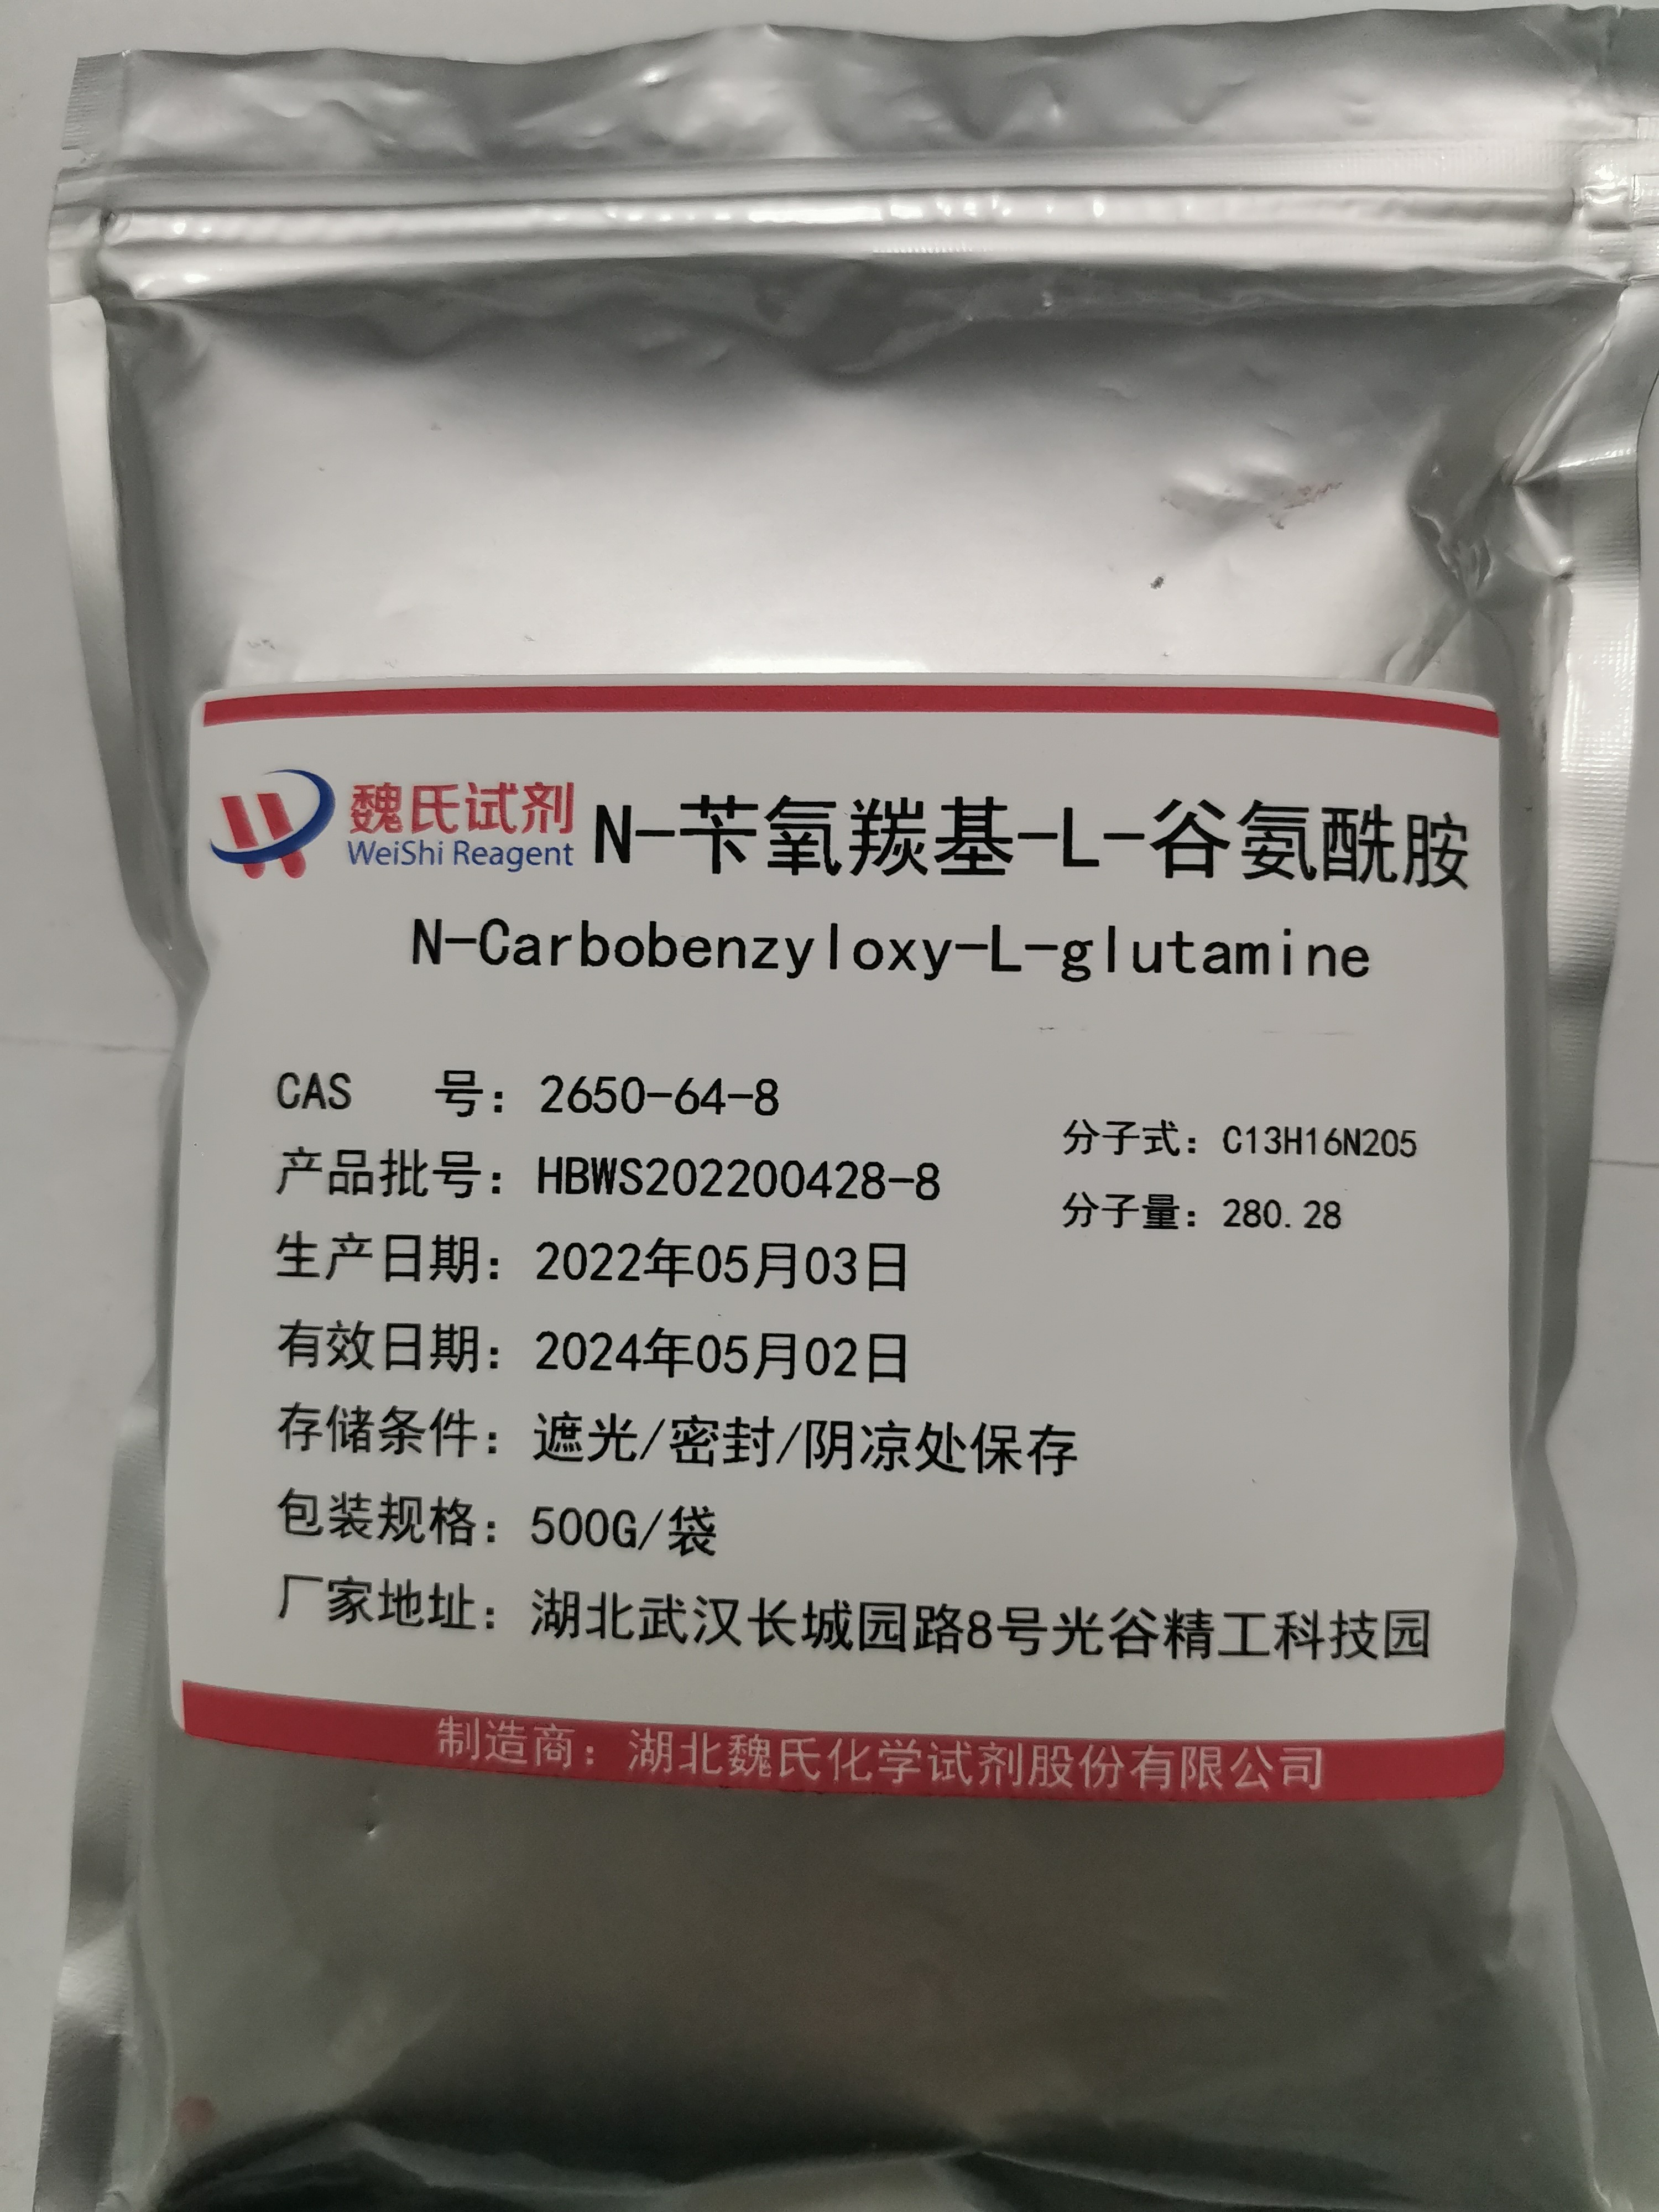 魏氏试剂
WeiShi Reagent
N-苄氧羰基-L-谷氨酰胺
N-Carbobenzyloxy-L-glutamine
CAS 号：2650-64-8
产品批号：HBWS202200428-8
生产日期：2022年05月03日
有效日期：2024年05月02日
存储条件：遮光/密封/阴凉处保存
包装规格：500G/袋
厂家地址：湖北武汉长城园路8号光谷精工科技园
分子式：C13H16N2O5
分子量：280.28
制造商：湖北魏氏化学试剂股份有限公司